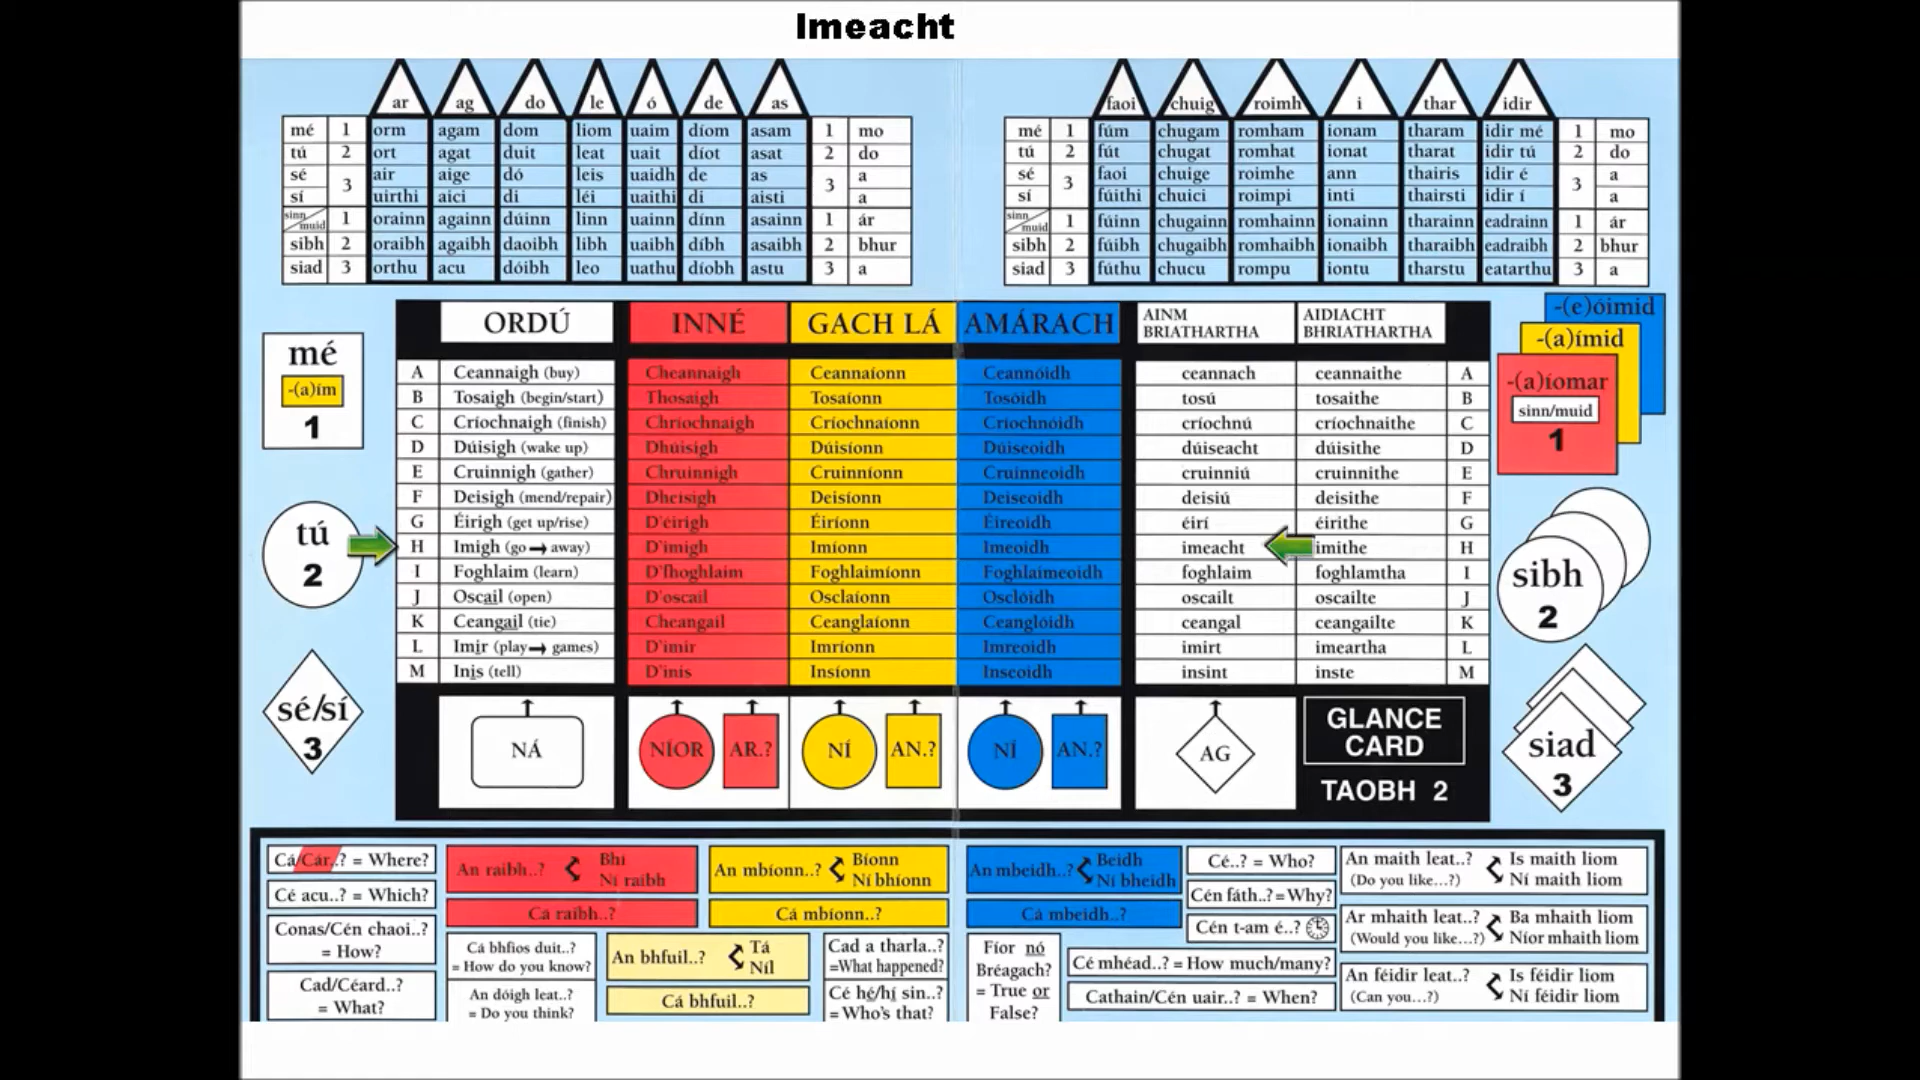 Imeacht
ar ag do le ó de as
mé 1 orm agam dom liom uaim díom asam 1 mo
tú 2 ort agat duit leat uait díot asat 2 do
sé 3 air aige dó leis uaidh de as 3 a
sí uirthi aici di léi uaithi di aisti a
sinn/muid 1 orainn againn dúinn linn uainn dínn asainn 1 ár
sibh 2 oraibh agaibh daoibh libh uaibh díbh asaibh 2 bhur
siad 3 orthu acu dóibh leo uathu díobh astu 3 a
faoi chuig roimh i thar idir
mé 1 fúm chugam romham ionam tharam idir mé 1 mo
tú 2 fút chugat romhat ionat tharat idir tú 2 do
sé 3 faoi chuige roimhe ann thairis idir é 3 a
sí fúithi chuici roimpi inti thairsti idir í a
sinn/muid 1 fúinn chugainn romhainn ionainn tharainn eadrainn 1 ár
sibh 2 fúibh chugaibh romhaibh ionaibh tharaibh eadraibh 2 bhur
siad 3 fúthu chucu rompu iontu tharstu eatarthu 3 a
mé
-(a)im
1
tú
2
sé/sí
3
ORDÚ INNÉ GACH LÁ AMÁRACH AINM BRIATHARTHA AIDIACHT BHRIATHARTHA
A Ceannaigh (buy) Cheannaigh Ceannaíonn Ceannóidh ceannach ceannaithe A
B Tosaigh (begin/start) Thosaigh Tosaíonn Tosóidh tosú tosaithe B
C Críochnaigh (finish) Chríochnaigh Críochnaíonn Críochnóidh críochnú críochnaithe C
D Dúisigh (wake up) Dhúisigh Dúisíonn Dúiseoidh dúiseacht dúisithe D
E Cruinnigh (gather) Chruinnigh Cruinníonn Cruinneoidh cruinniú cruinnithe E
F Deisigh (mend/repair) Dheisigh Deisíonn Deiseoidh deisiú deisithe F
G Éirigh (get up/rise) D'éirigh Éiríonn Éireoidh éirí éirithe G
H Imigh (go → away) D'imigh Imíonn Imeoidh imeacht imithe H
I Foghlaim (learn) D'fhoghlaim Foghlaimíonn Foghlaimeoidh foghlaim foghlamtha I
J Oscail (open) D'oscail Osclaíonn Osclóidh oscailt oscailte J
K Ceangail (tie) Cheangail Ceanglaíonn Ceanglóidh ceangal ceangailte K
L Imir (play → games) D'imir Imríonn Imreoidh imirt imeartha L
M Inis (tell) D'inis Insíonn Inseoidh insint inste M
NÁ NÍOR AR.? NÍ AN.? NÍ AN.? AG
GLANCE
CARD
TAOBH 2
-(e)óimid
-(a)ímid
-(a)íomar
sinn/muid
1
sibh
2
siad
3
Cá/Cár..? = Where?
Cé acu..? = Which?
Conas/Cén chaoi..?
= How?
Cad/Céard..?
= What?
An raibh..? Bhí
Ní raibh
Cá raibh..?
Cá bhfios duit..?
= How do you know?
An dóigh leat..?
= Do you think?
An mbíonn..? Bíonn
Ní bhíonn
Cá mbíonn..?
An bhfuil..? Tá
Níl
Cá bhfuil..?
Cad a tharla..?
=What happened?
Cé hé/hí sin..?
= Who's that?
An mbeidh..? Beidh
Ní bheidh
Cá mbeidh..?
Fíor nó
Bréagach?
= True or
False?
Cé..? = Who?
Cén fáth..? = Why?
Cén t-am é..?
Cé mhéad..? = How much/many?
Cathain/Cén uair..? = When?
An maith leat..? Is maith liom
(Do you like...?) Ní maith liom
Ar mhaith leat..? Ba mhaith liom
(Would you like...?) Níor mhaith liom
An féidir leat..? Is féidir liom
(Can you...?) Ní féidir liom